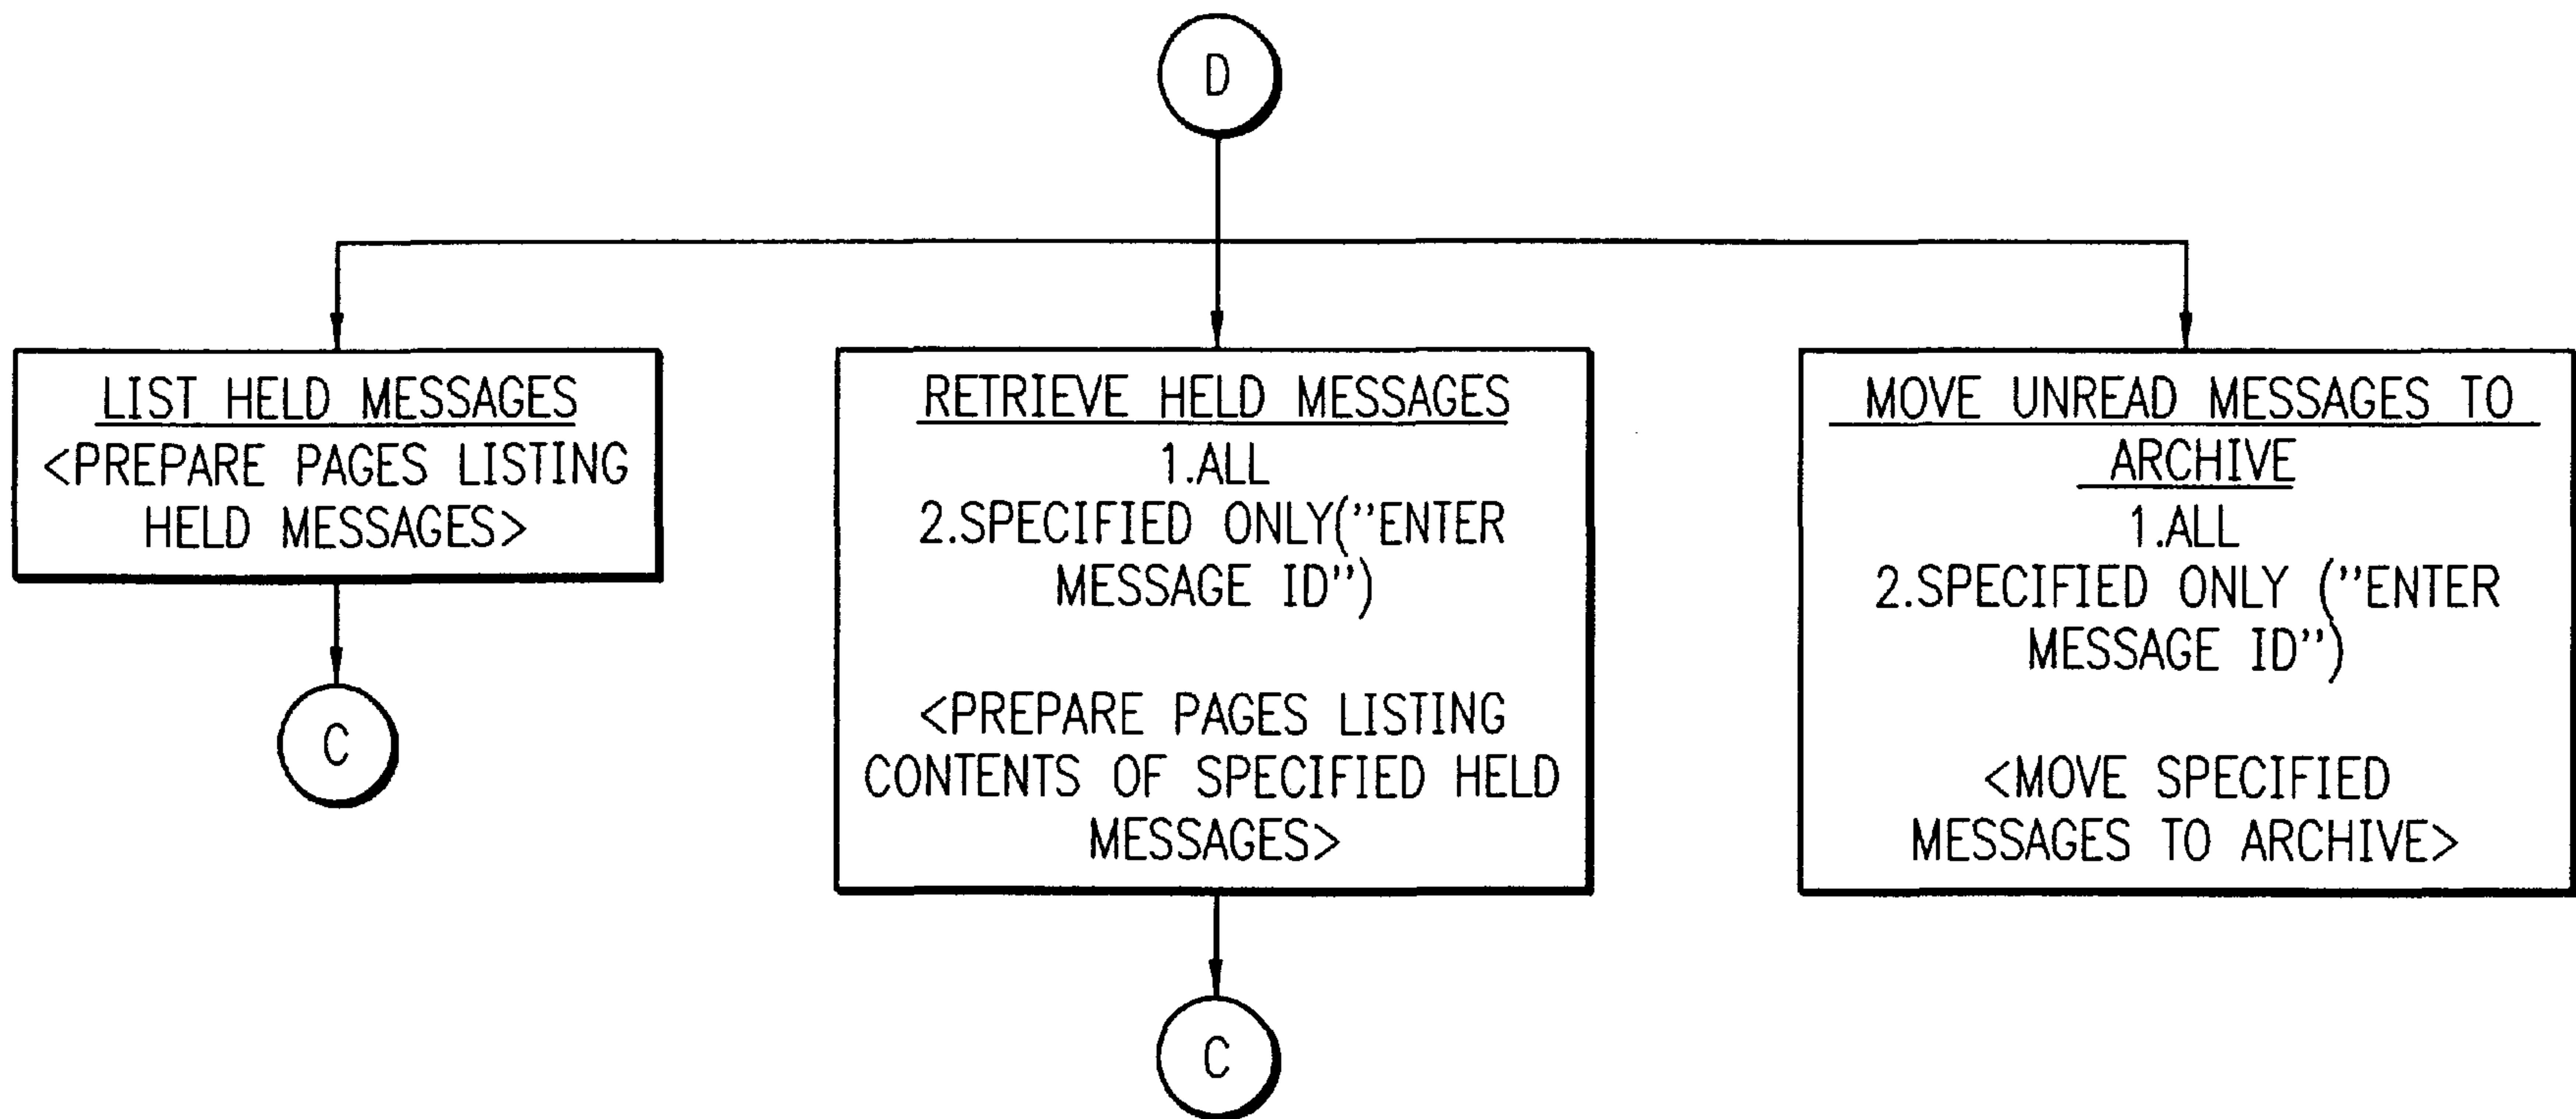 D
LIST HELD MESSAGES
<PREPARE PAGES LISTING
HELD MESSAGES>
C
RETRIEVE HELD MESSAGES
1.ALL
2.SPECIFIED ONLY("ENTER
MESSAGE ID")
<PREPARE PAGES LISTING
CONTENTS OF SPECIFIED HELD
MESSAGES>
C
MOVE UNREAD MESSAGES TO
ARCHIVE
1.ALL
2.SPECIFIED ONLY ("ENTER
MESSAGE ID")
<MOVE SPECIFIED
MESSAGES TO ARCHIVE>